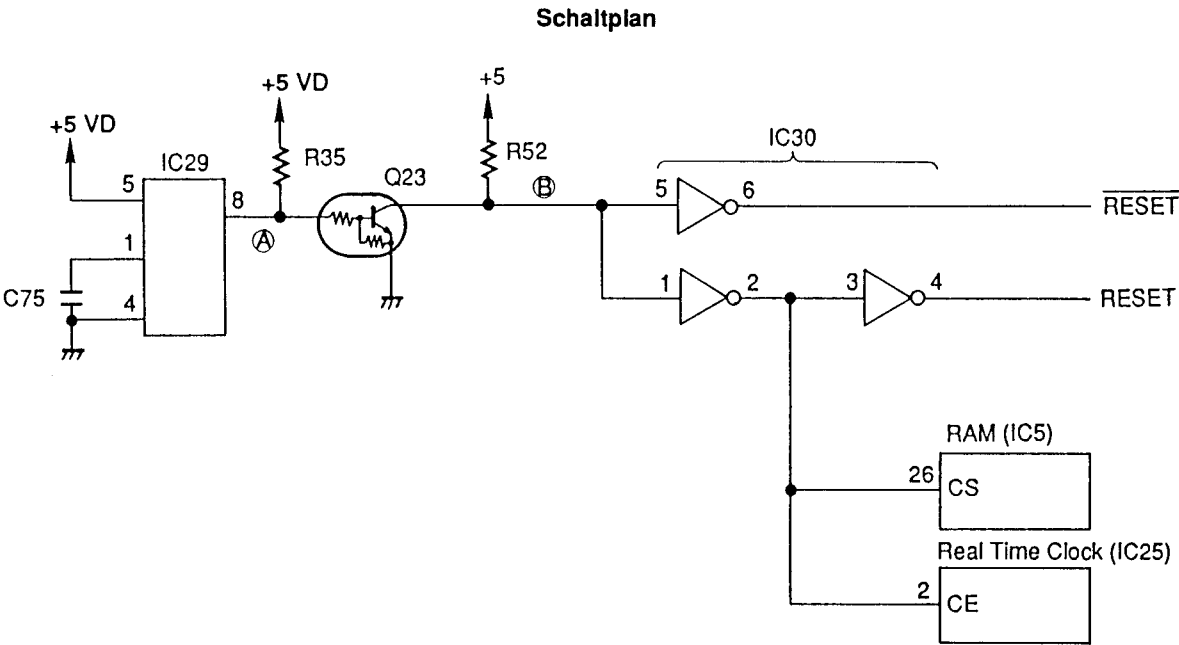 Schaltplan
+5 VD
+5 VD
+5
IC29
R35
Q23
R52
IC30
5
8
Ⓐ
Ⓑ
5
6
R̅E̅S̅E̅T̅
1
C75
4
1
2
3
4
RESET
RAM (IC5)
26
CS
Real Time Clock (IC25)
2
CE